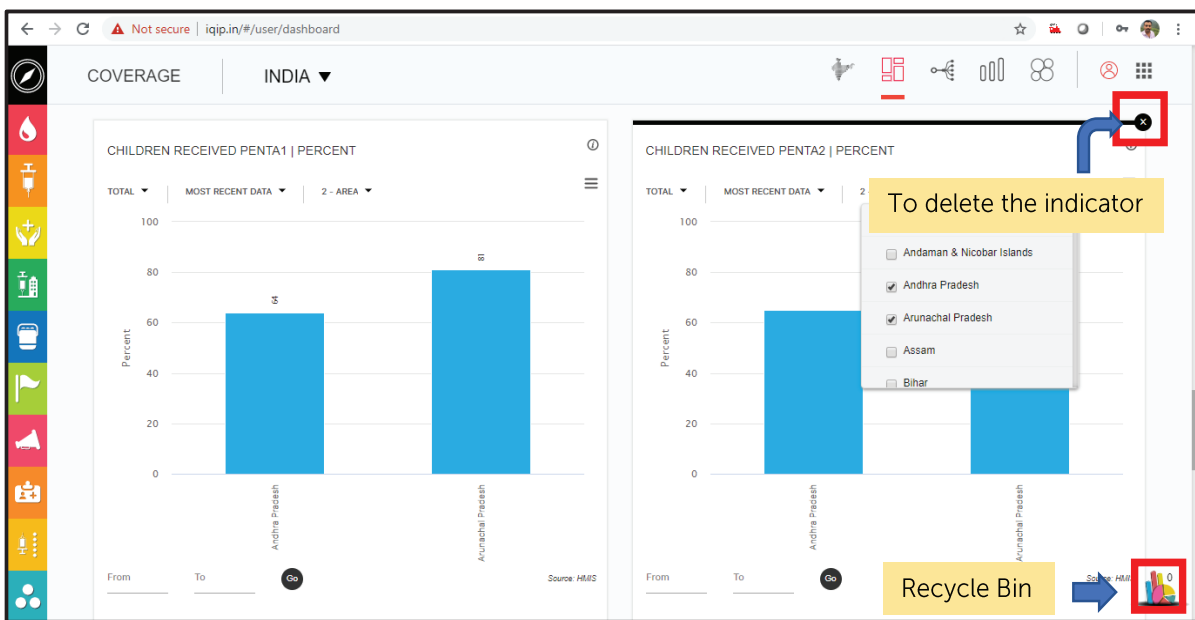 Not secure | iqip.in/#/user/dashboard
COVERAGE
INDIA ▼
CHILDREN RECEIVED PENTA1 | PERCENT
TOTAL
MOST RECENT DATA
2 – AREA
100
80
60
40
20
0
Percent
64
81
Andhra Pradesh
Arunachal Pradesh
From
To
Go
Source: HMIS
x
CHILDREN RECEIVED PENTA2 | PERCENT
TOTAL
MOST RECENT DATA
2
To delete the indicator
Andaman & Nicobar Islands
Andhra Pradesh
Arunachal Pradesh
Assam
Bihar
100
80
60
40
20
0
Percent
Andhra Pradesh
Arunachal Pradesh
From
To
Go
Source: HMI
0
Recycle Bin